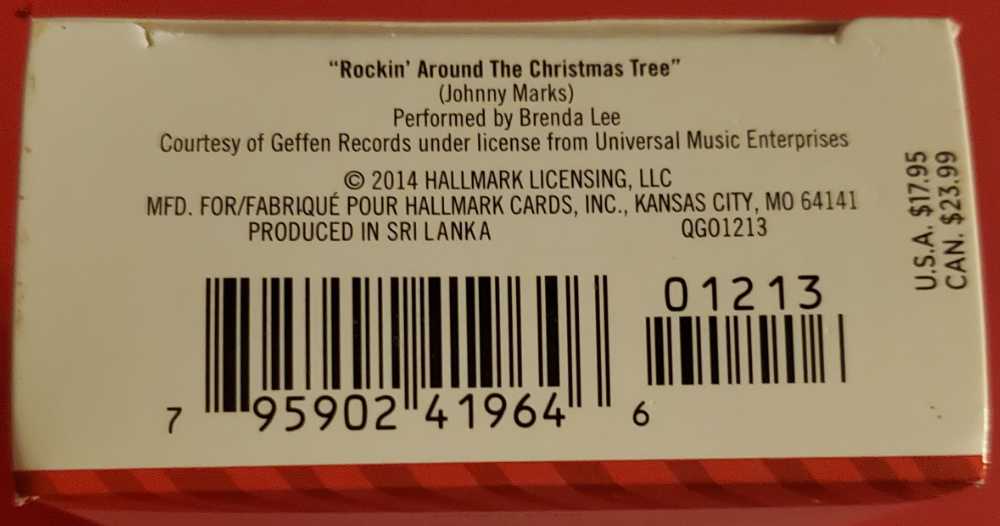 "Rockin' Around The Christmas Tree"
(Johnny Marks)
Performed by Brenda Lee
Courtesy of Geffen Records under license from Universal Music Enterprises
© 2014 HALLMARK LICENSING, LLC
MFD. FOR/FABRIQUÉ POUR HALLMARK CARDS, INC., KANSAS CITY, MO 64141
PRODUCED IN SRI LANKA QGO1213
U.S.A. $17.95
CAN. $23.99
01213
7 95902 41964 6